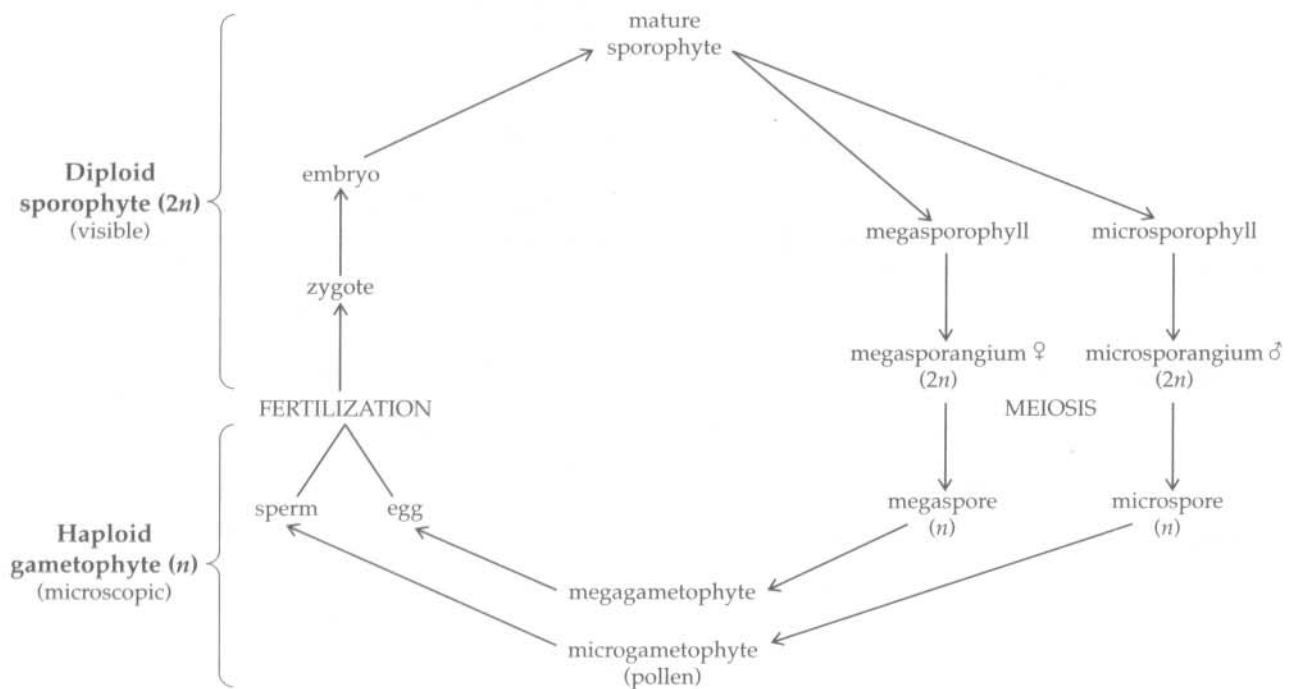 mature
sporophyte
embryo
Diploid
sporophyte (2n)
(visible)
megasporophyll
microsporophyll
zygote
megasporangium ♀
(2n)
microsporangium ♂
(2n)
FERTILIZATION
MEIOSIS
sperm
egg
megaspore
(n)
microspore
(n)
Haploid
gametophyte (n)
(microscopic)
megagametophyte
microgametophyte
(pollen)